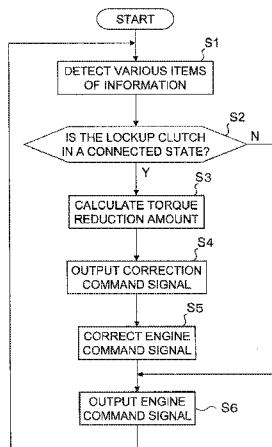 START
S1
DETECT VARIOUS ITEMS
OF INFORMATION
S2
IS THE LOCKUP CLUTCH
IN A CONNECTED STATE?
N
Y
S3
CALCULATE TORQUE
REDUCTION AMOUNT
S4
OUTPUT CORRECTION
COMMAND SIGNAL
S5
CORRECT ENGINE
COMMAND SIGNAL
OUTPUT ENGINE
COMMAND SIGNAL
S6